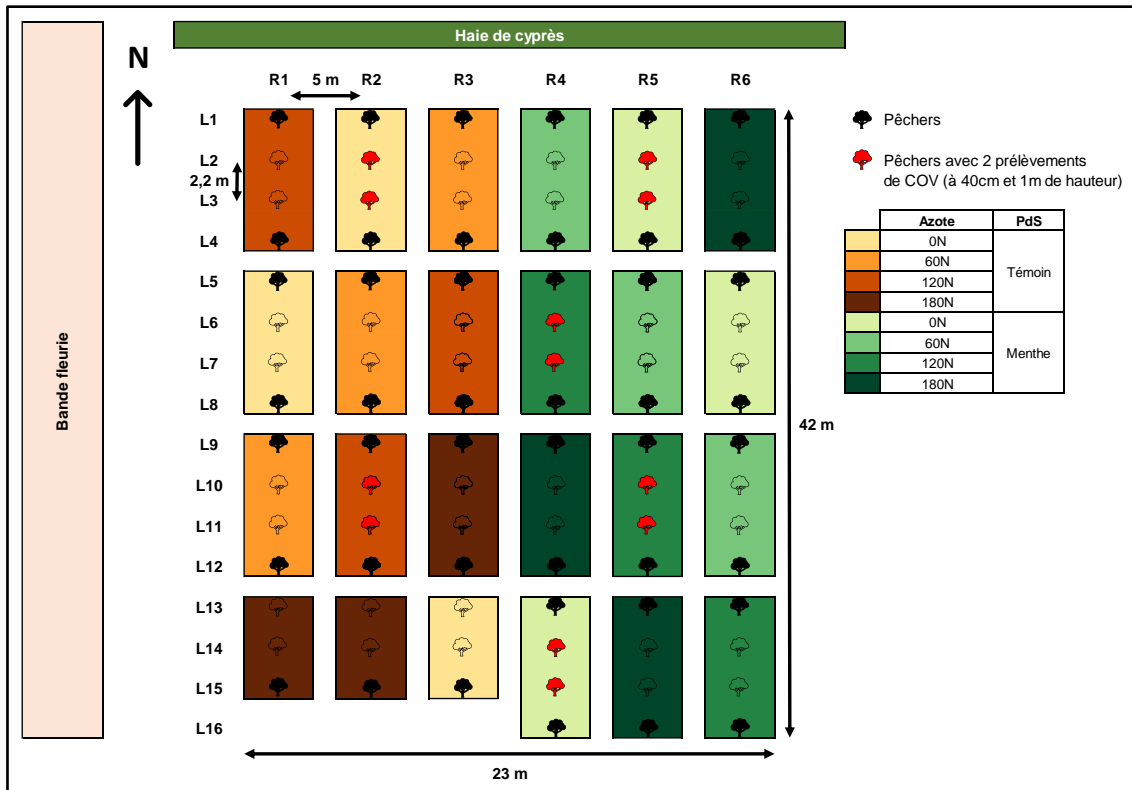 Haie de cyprès
N
R1
5 m
R2
R3
R4
R5
R6
L1
L2
2,2 m
L3
L4
L5
L6
L7
L8
L9
L10
L11
L12
L13
L14
L15
L16
Bande fleurie
42 m
23 m
Pêchers
Pêchers avec 2 prélèvements
de COV (à 40cm et 1m de hauteur)
Azote PdS
0N
60N
120N
180N
Témoin
0N
60N
120N
180N
Menthe